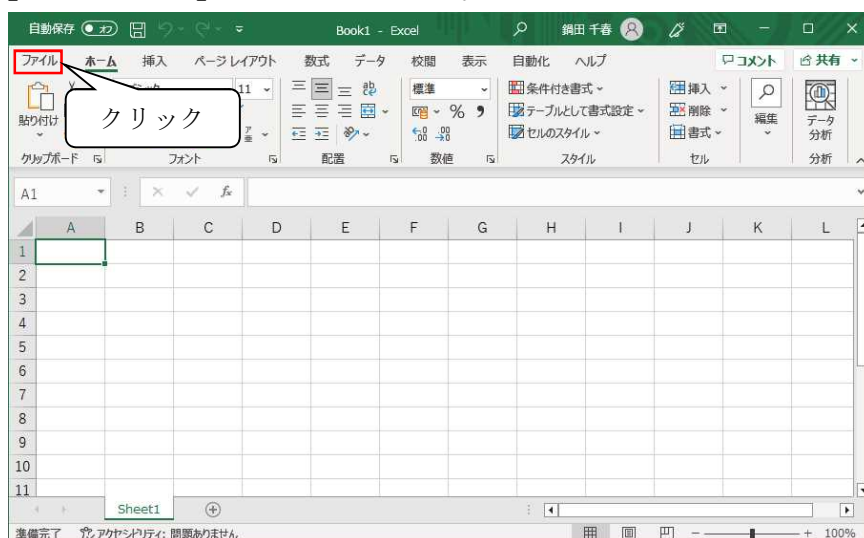 自動保存 オフ Book1 - Excel 鍋田 千春
ファイル ホーム 挿入 ページ レイアウト 数式 データ 校閲 表示 自動化 ヘルプ コメント 共有
クリック
貼り付け
11
標準
条件付き書式
テーブルとして書式設定
セルのスタイル
挿入
削除
書式
編集
データ
分析
クリップボード フォント 配置 数値 スタイル セル 分析
A1 fx
A B C D E F G H I J K L
1
2
3
4
5
6
7
8
9
10
11
Sheet1
準備完了 アクセシビリティ: 問題ありません 100%